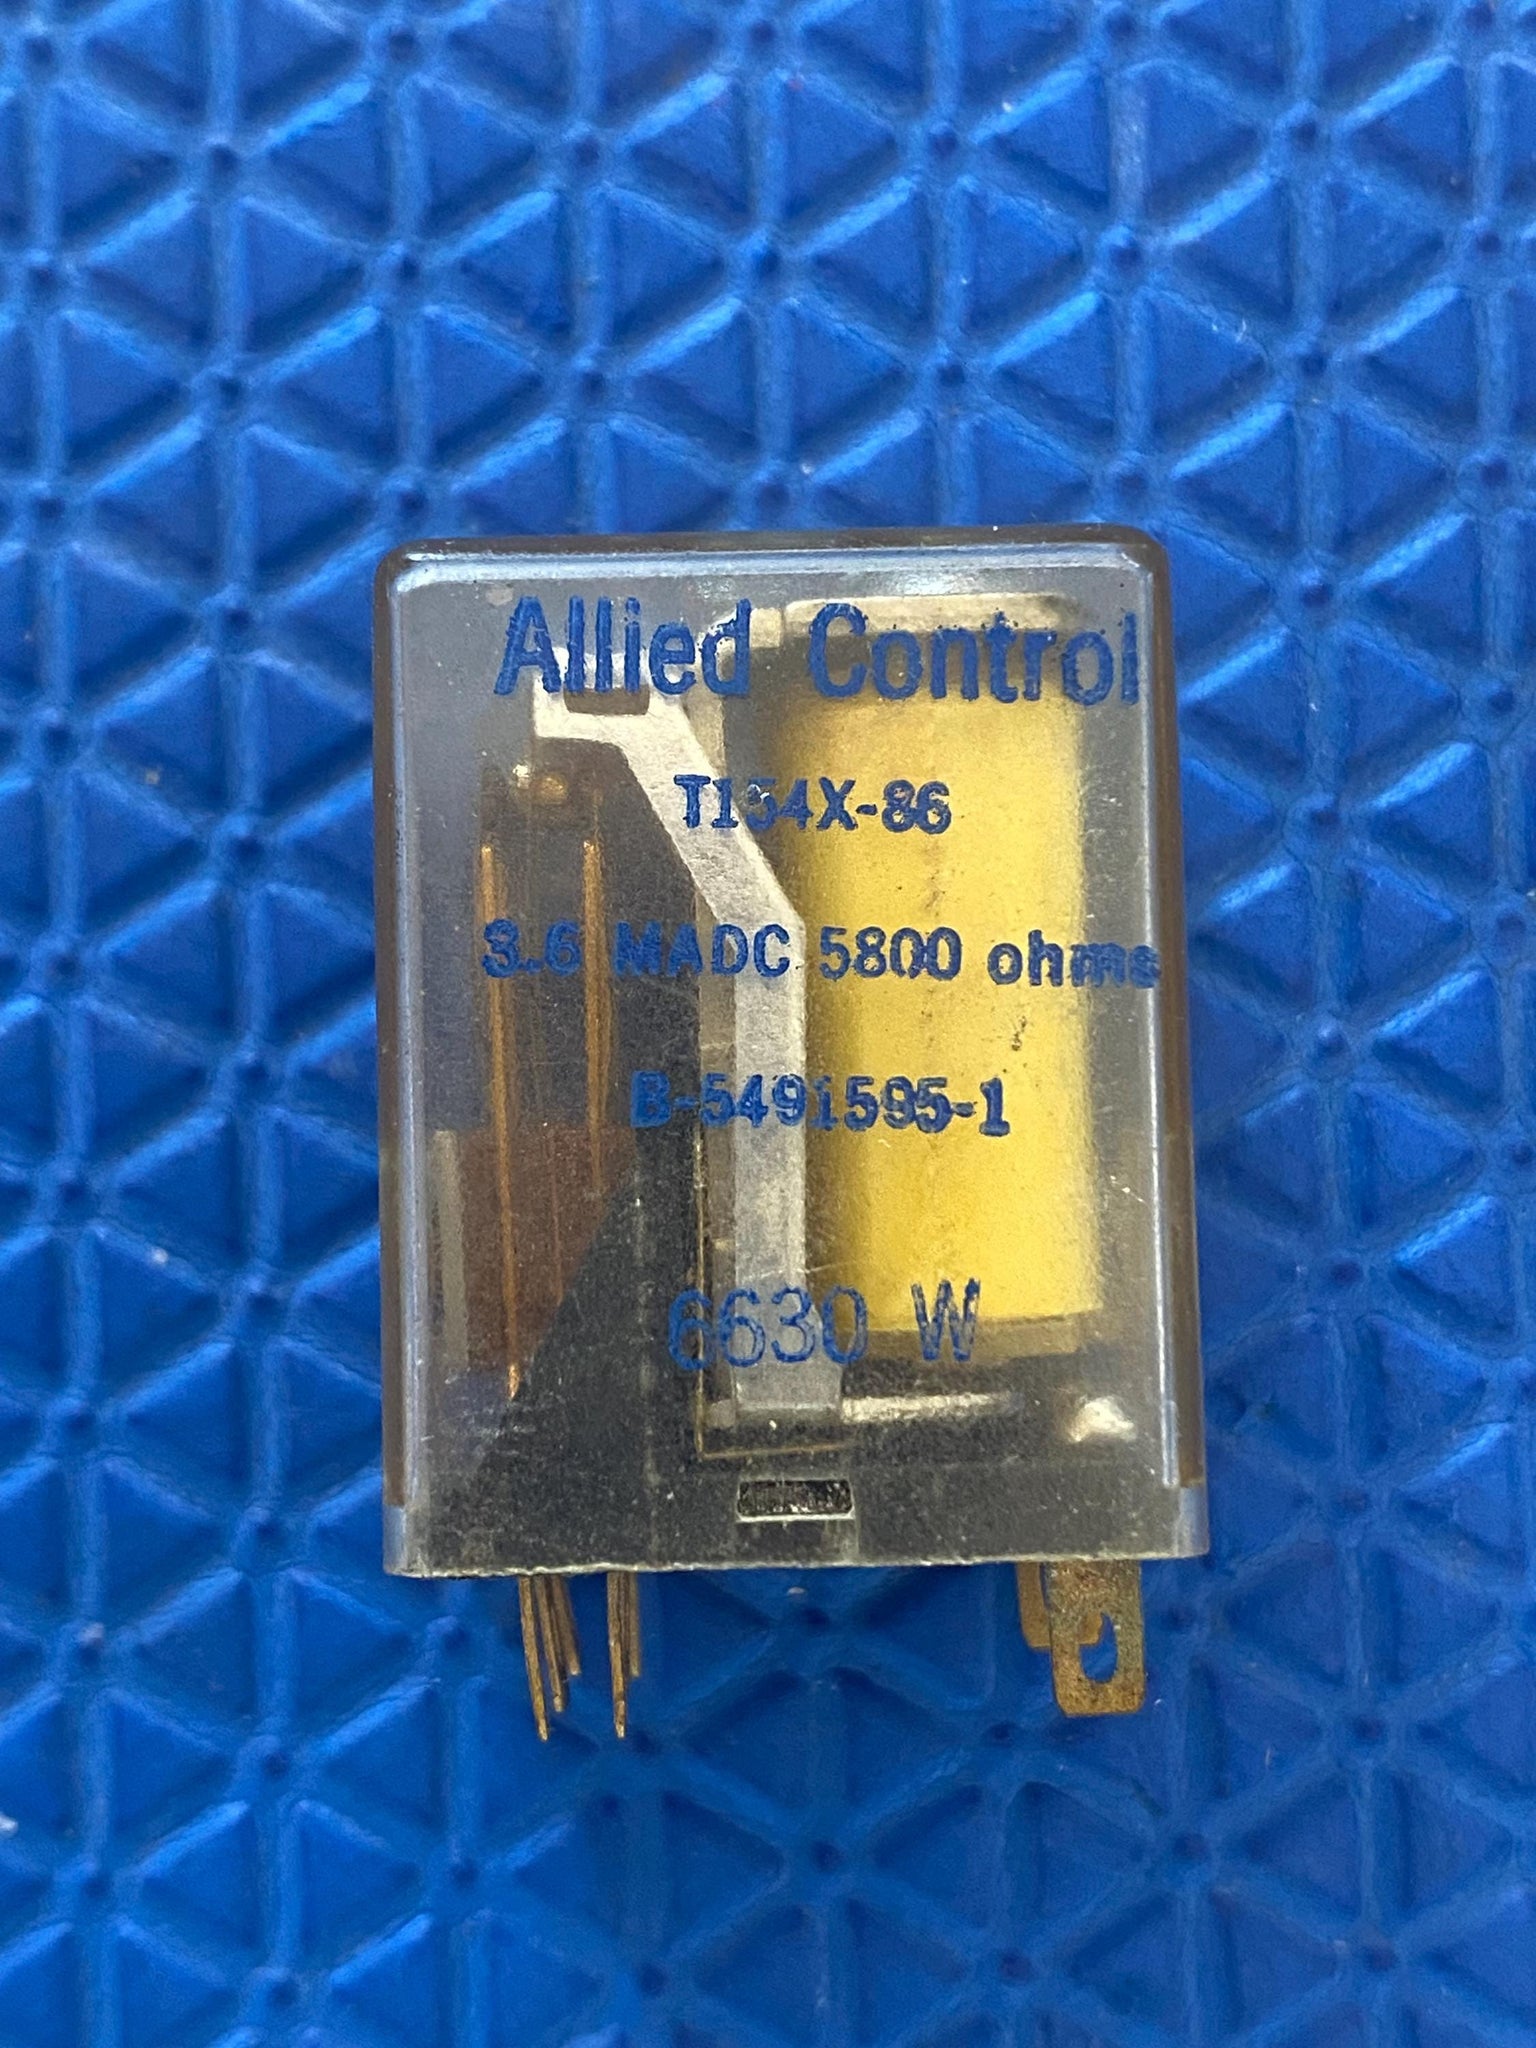 Allied Control
T154X-86
3.6 MADC 5800 ohms
B-5491595-1
6630 W